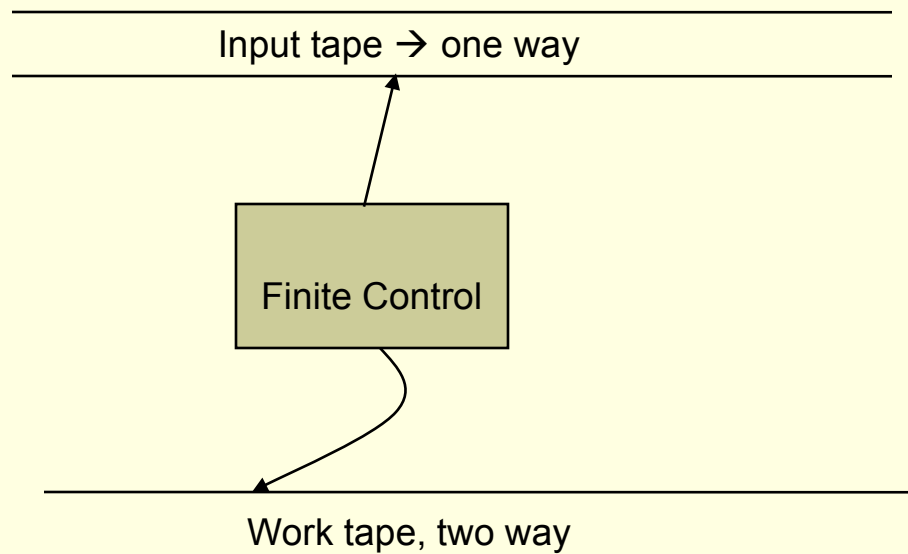 Input tape → one way
Finite Control
Work tape, two way